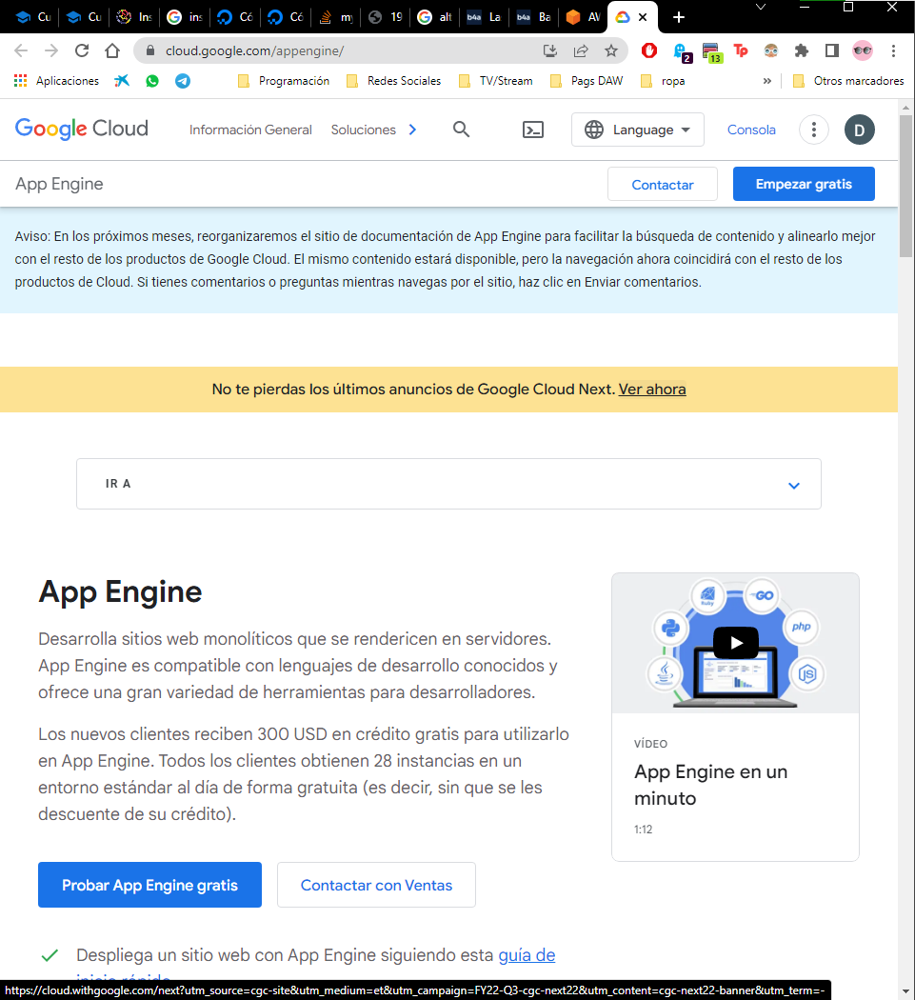 Cu
Cu
Ins
ins
Có
Có
my
19
alt
b4a La
b4a Ba
AV
cloud.google.com/appengine/
2
13
Tp
Aplicaciones
Programación
Redes Sociales
TV/Stream
Pags DAW
ropa
»
Otros marcadores
Google Cloud
Información General
Soluciones
Language
Consola
D
App Engine
Contactar
Empezar gratis
Aviso: En los próximos meses, reorganizaremos el sitio de documentación de App Engine para facilitar la búsqueda de contenido y alinearlo mejor
con el resto de los productos de Google Cloud. El mismo contenido estará disponible, pero la navegación ahora coincidirá con el resto de los
productos de Cloud. Si tienes comentarios o preguntas mientras navegas por el sitio, haz clic en Enviar comentarios.
No te pierdas los últimos anuncios de Google Cloud Next. Ver ahora
IR A
App Engine
Desarrolla sitios web monolíticos que se rendericen en servidores.
App Engine es compatible con lenguajes de desarrollo conocidos y
ofrece una gran variedad de herramientas para desarrolladores.
Los nuevos clientes reciben 300 USD en crédito gratis para utilizarlo
en App Engine. Todos los clientes obtienen 28 instancias en un
entorno estándar al día de forma gratuita (es decir, sin que se les
descuente de su crédito).
Probar App Engine gratis
Contactar con Ventas
Ruby
GO
php
Java
JS
VÍDEO
App Engine en un
minuto
1:12
Despliega un sitio web con App Engine siguiendo esta guía de
inicio rápido
https://cloud.withgoogle.com/next?utm_source=cgc-site&utm_medium=et&utm_campaign=FY22-Q3-cgc-next22&utm_content=cgc-next22-banner&utm_term=-